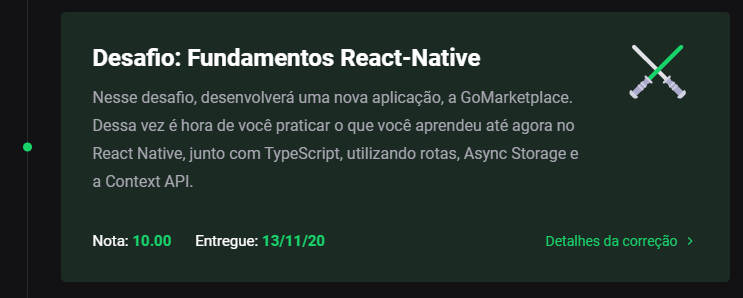 Desafio: Fundamentos React-Native
Nesse desafio, desenvolverá uma nova aplicação, a GoMarketplace.
Dessa vez é hora de você praticar o que você aprendeu até agora no
React Native, junto com TypeScript, utilizando rotas, Async Storage e
a Context API.
Nota: 10.00 Entregue: 13/11/20 Detalhes da correção